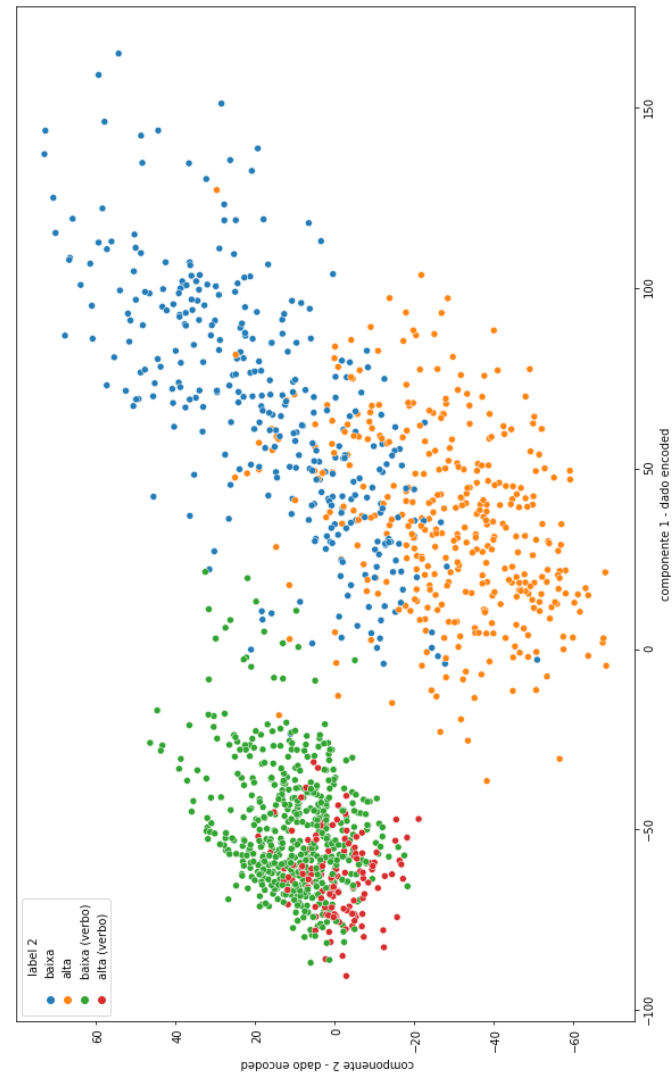 label 2
baixa
alta
baixa (verbo)
alta (verbo)
componente 2 - dado encoded
60
40
20
0
−20
−40
−60
−100
−50
0
50
100
150
componente 1 - dado encoded